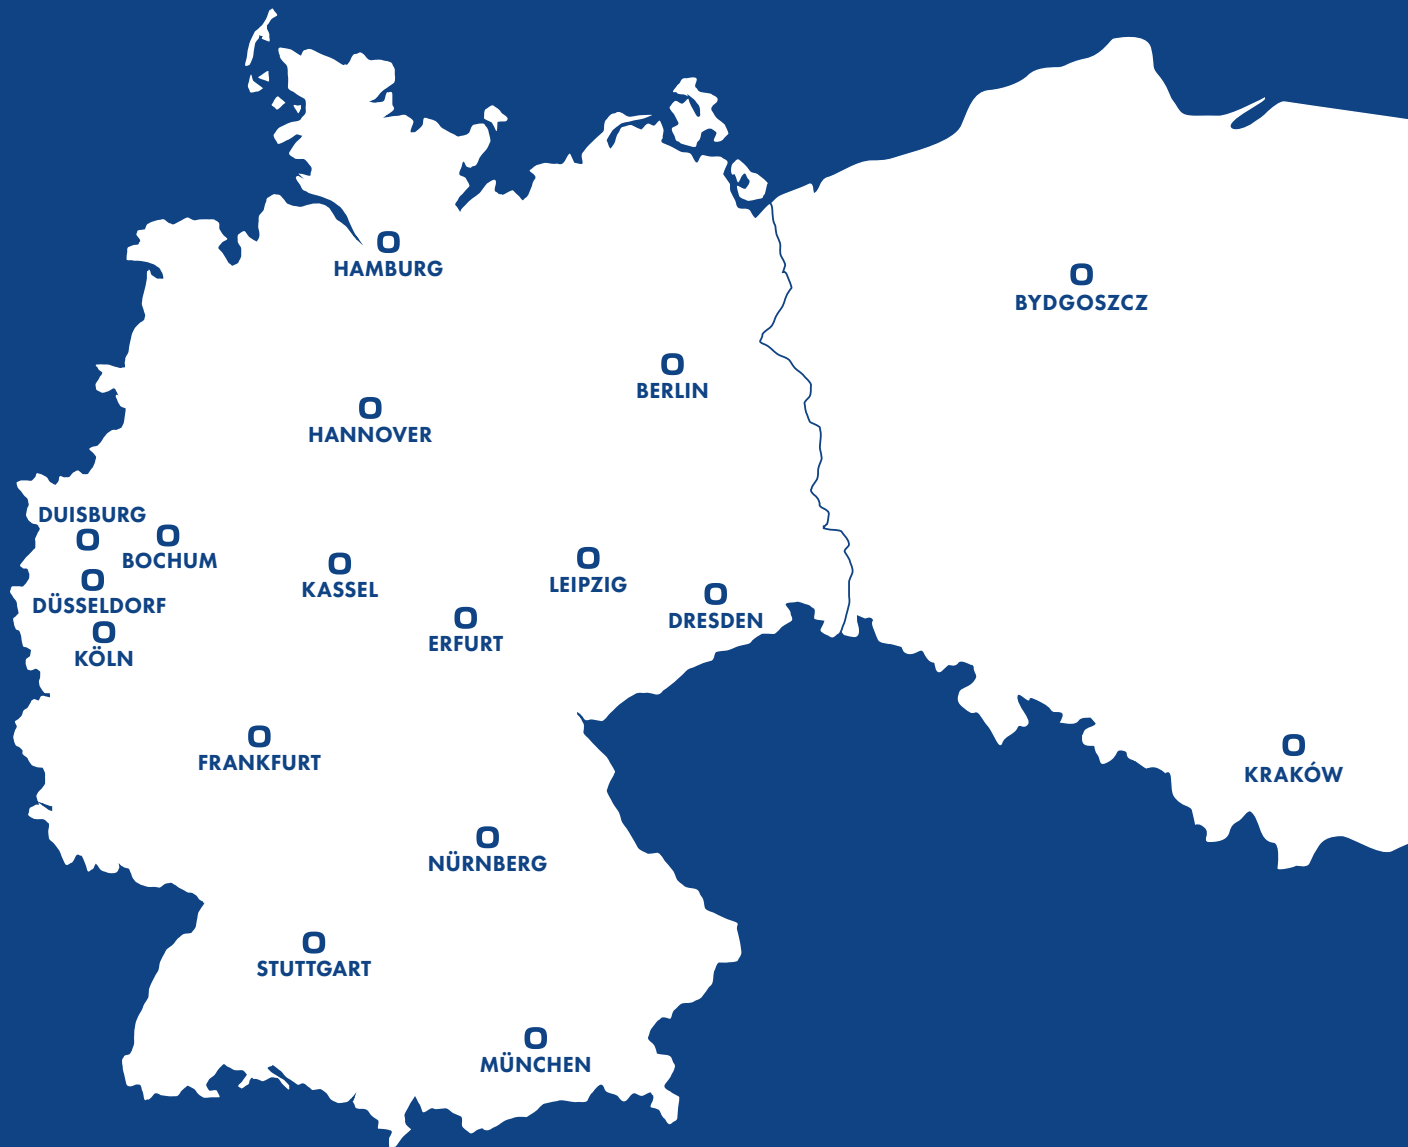 HAMBURG
BYDGOSZCZ
BERLIN
HANNOVER
DUISBURG
BOCHUM
LEIPZIG
KASSEL
DÜSSELDORF
DRESDEN
ERFURT
KÖLN
FRANKFURT
KRAKÓW
NÜRNBERG
STUTTGART
MÜNCHEN